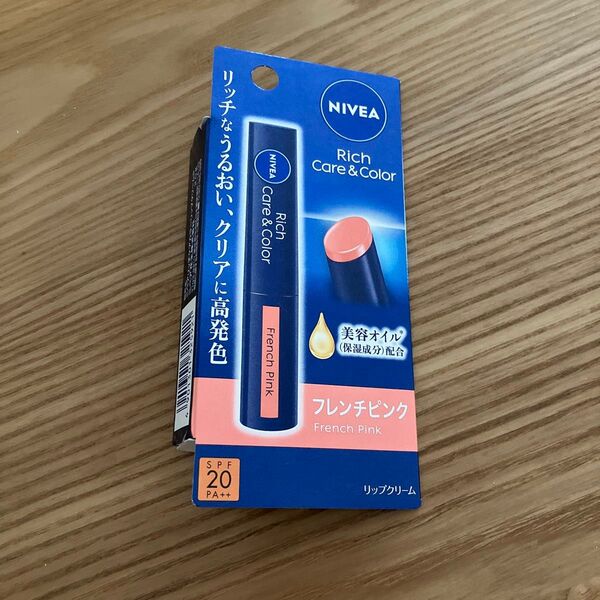 リッチなうるおい、クリアに高発色
NIVEA
Rich
Care & Color
French Pink
NIVEA
Rich
Care & Color
美容オイル*
(保湿成分)配合
フレンチピンク
French Pink
SPF
20
PA++
リップクリーム